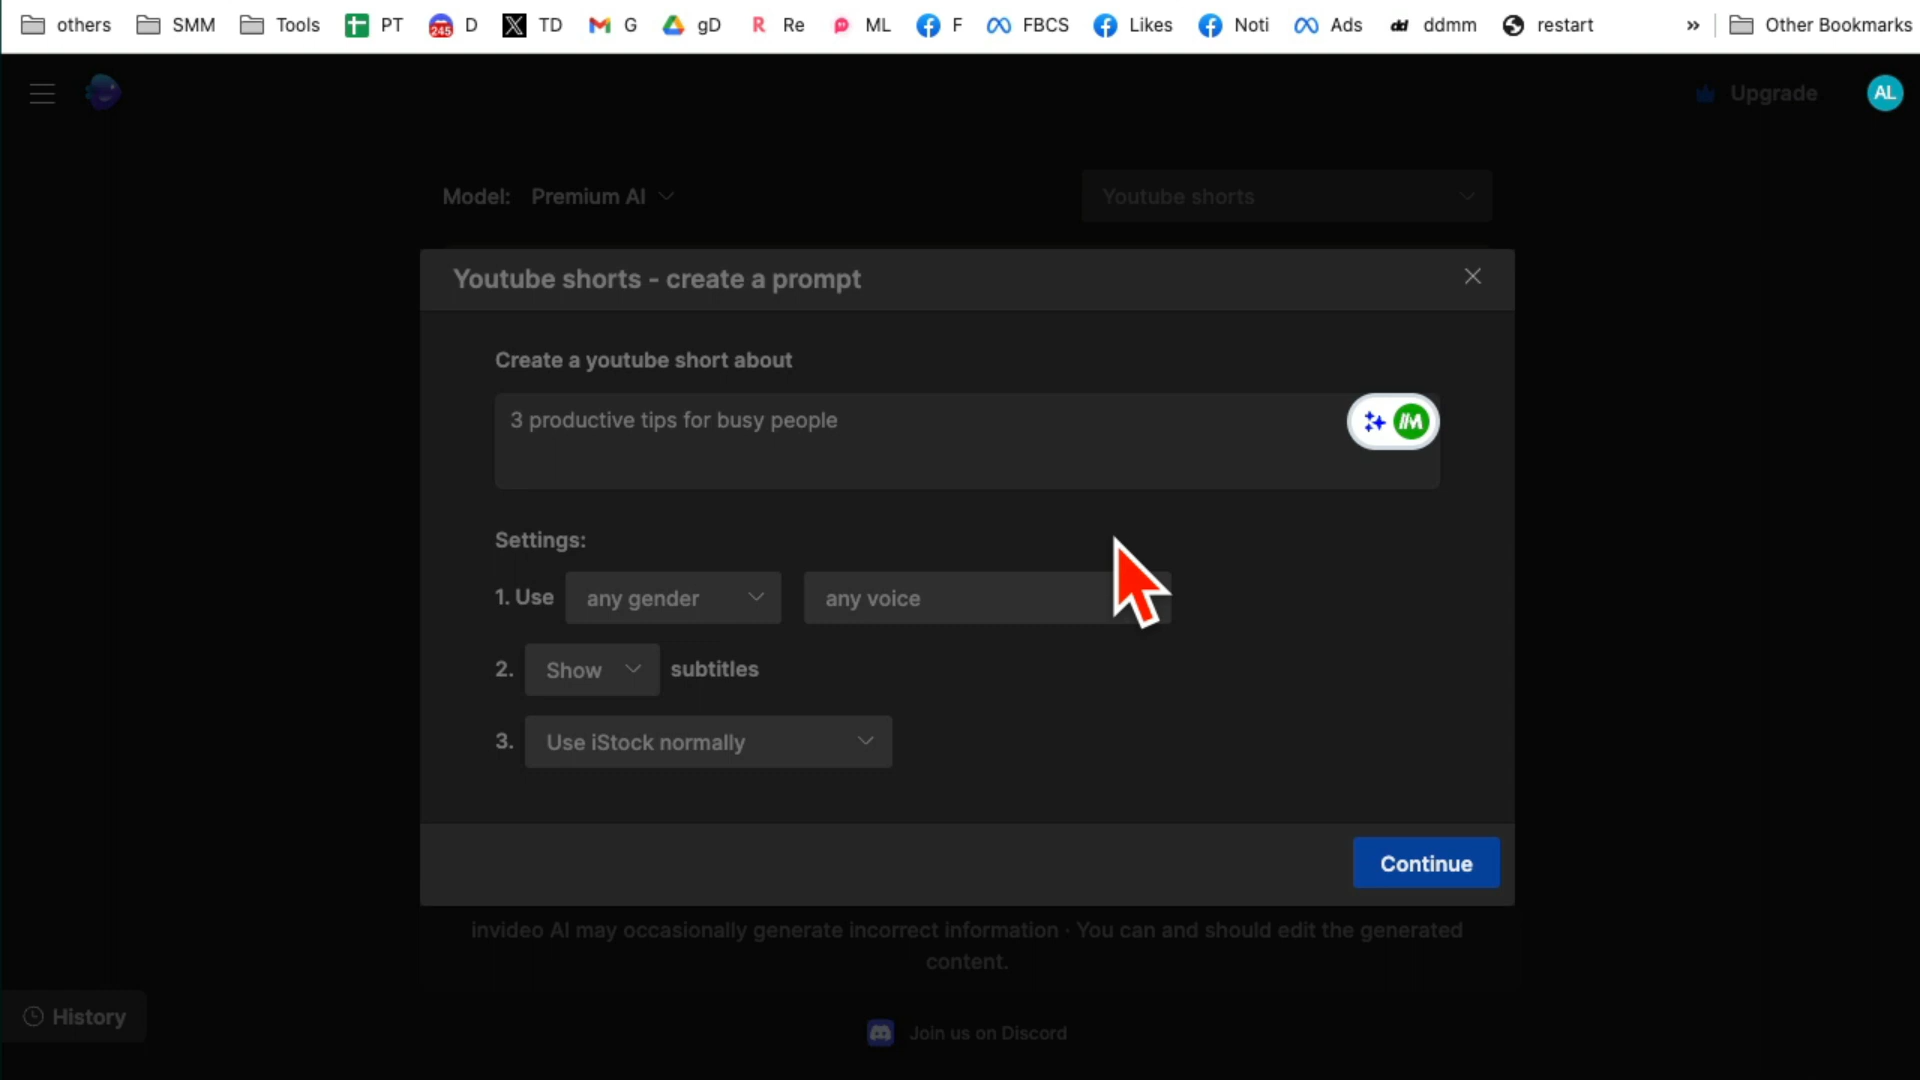 others SMM Tools PT 245 D TD G gD R Re ML F FBCS Likes Noti Ads dd ddmm restart » Other Bookmarks
Upgrade AL
Model: Premium AI Youtube shorts
Youtube shorts - create a prompt
Create a youtube short about
3 productive tips for busy people
Settings:
1. Use any gender any voice
2. Show subtitles
3. Use iStock normally
Continue
invideo AI may occasionally generate incorrect information · You can and should edit the generated
content.
History
Join us on Discord